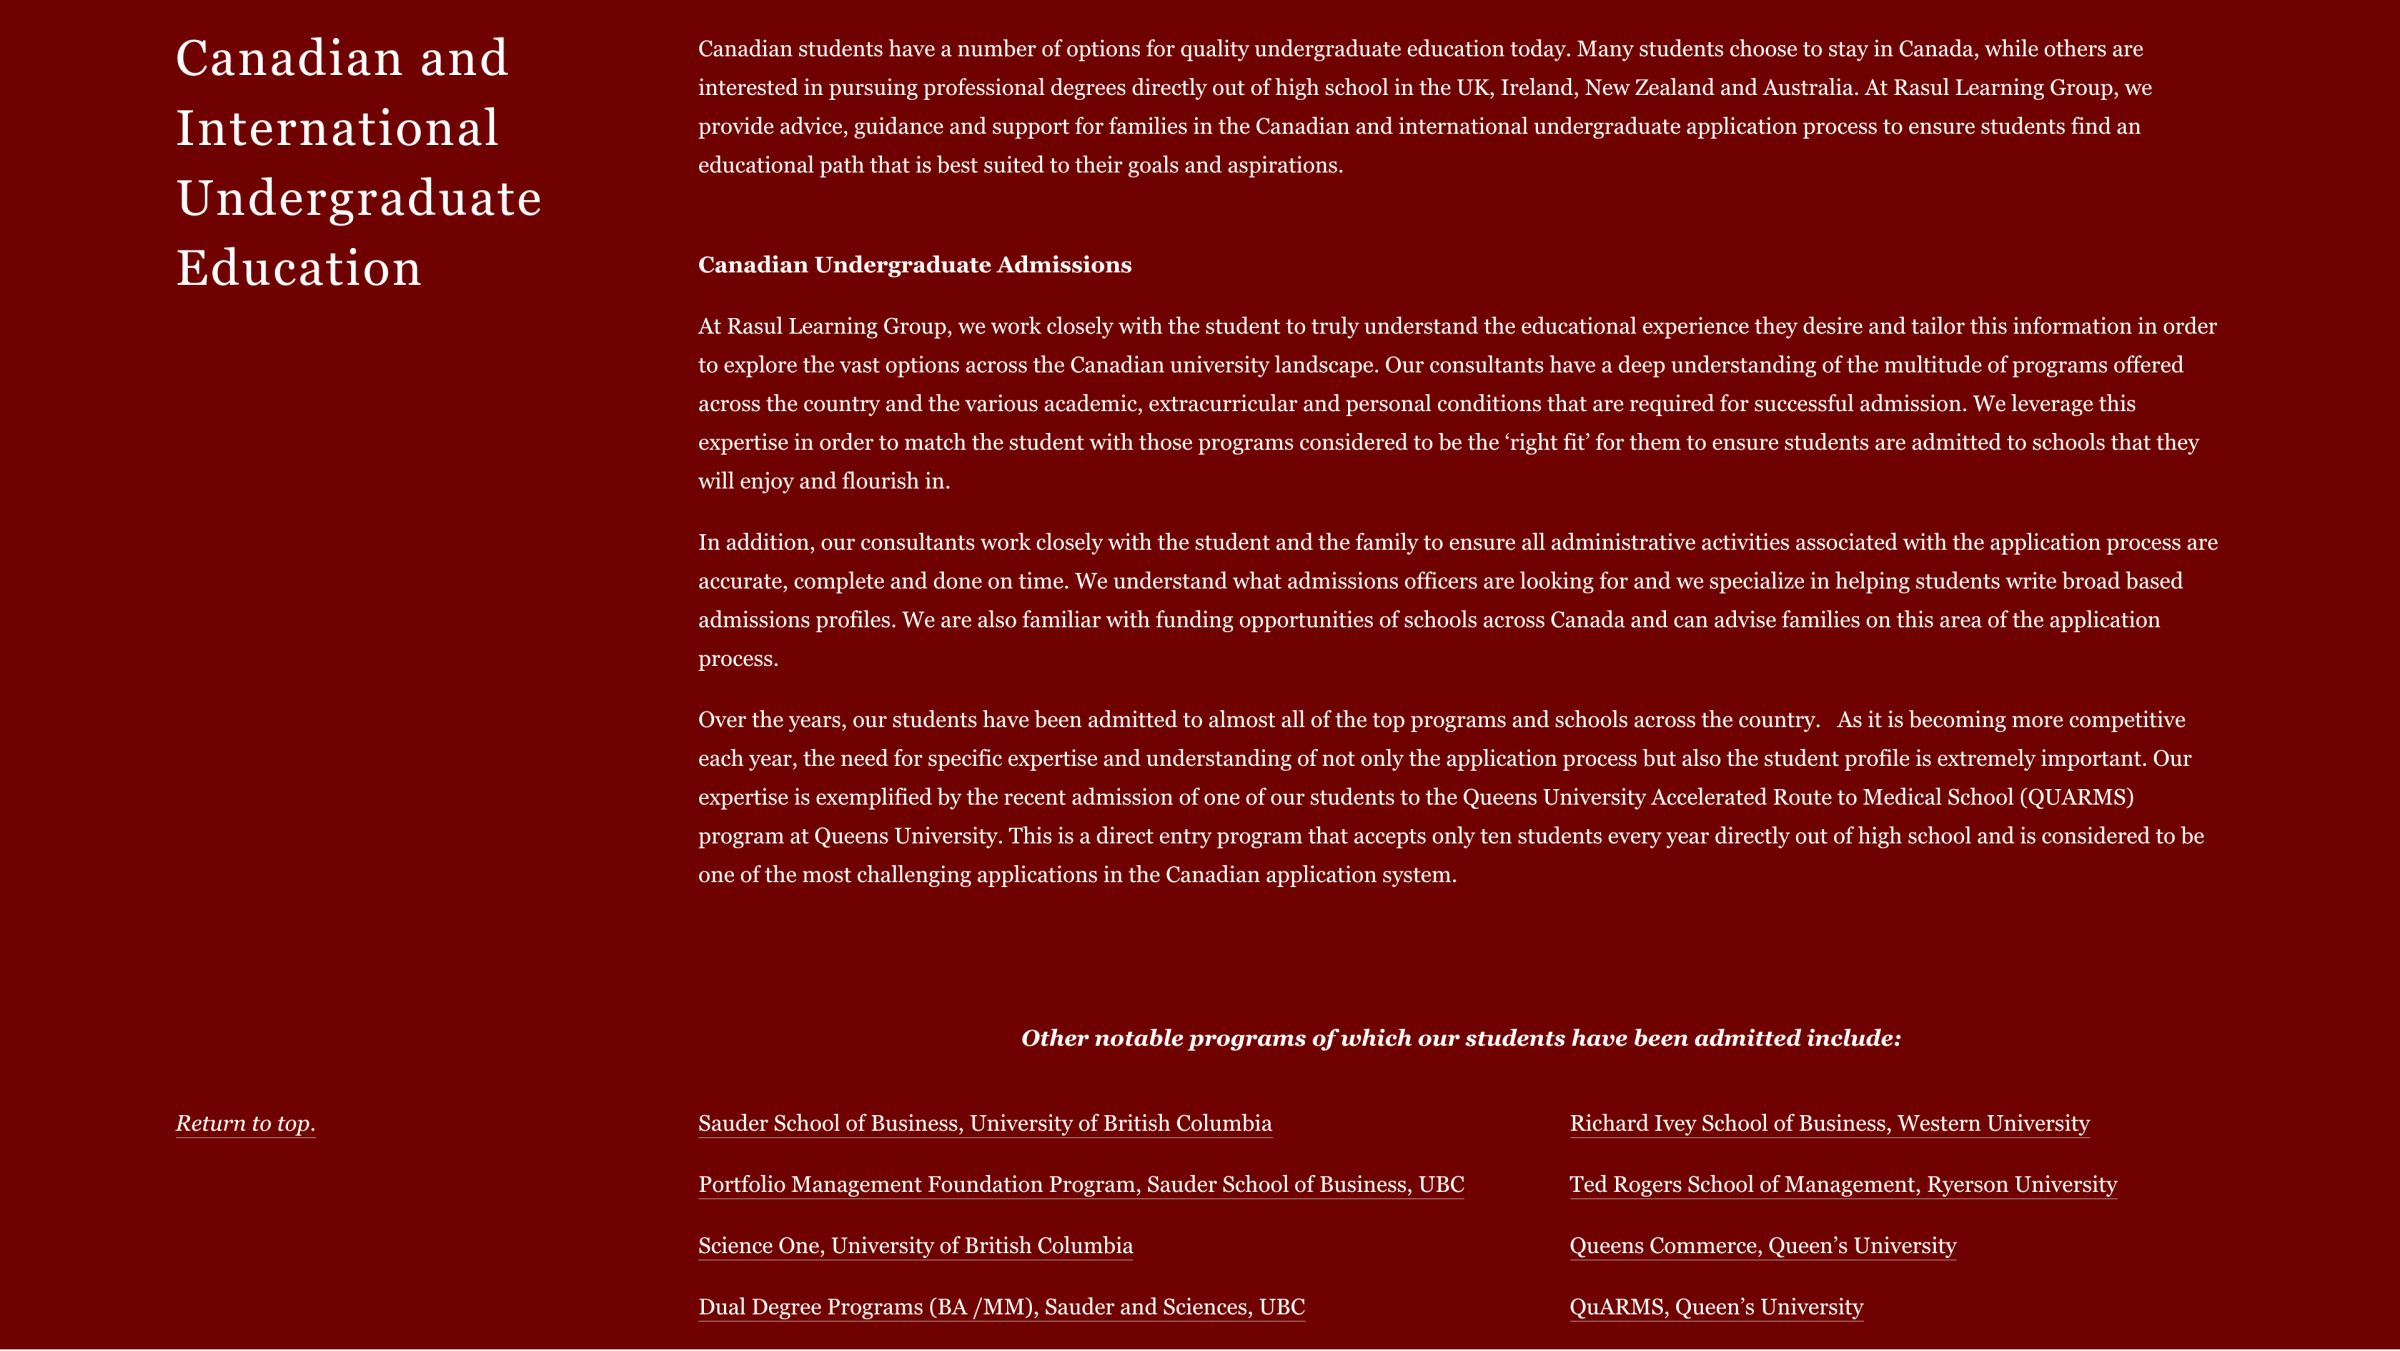 Canadian and
International
Undergraduate
Education
Canadian students have a number of options for quality undergraduate education today. Many students choose to stay in Canada, while others are
interested in pursuing professional degrees directly out of high school in the UK, Ireland, New Zealand and Australia. At Rasul Learning Group, we
provide advice, guidance and support for families in the Canadian and international undergraduate application process to ensure students find an
educational path that is best suited to their goals and aspirations.
Canadian Undergraduate Admissions
At Rasul Learning Group, we work closely with the student to truly understand the educational experience they desire and tailor this information in order
to explore the vast options across the Canadian university landscape. Our consultants have a deep understanding of the multitude of programs offered
across the country and the various academic, extracurricular and personal conditions that are required for successful admission. We leverage this
expertise in order to match the student with those programs considered to be the ‘right fit’ for them to ensure students are admitted to schools that they
will enjoy and flourish in.
In addition, our consultants work closely with the student and the family to ensure all administrative activities associated with the application process are
accurate, complete and done on time. We understand what admissions officers are looking for and we specialize in helping students write broad based
admissions profiles. We are also familiar with funding opportunities of schools across Canada and can advise families on this area of the application
process.
Over the years, our students have been admitted to almost all of the top programs and schools across the country.   As it is becoming more competitive
each year, the need for specific expertise and understanding of not only the application process but also the student profile is extremely important. Our
expertise is exemplified by the recent admission of one of our students to the Queens University Accelerated Route to Medical School (QUARMS)
program at Queens University. This is a direct entry program that accepts only ten students every year directly out of high school and is considered to be
one of the most challenging applications in the Canadian application system.
Other notable programs of which our students have been admitted include:
Return to top.
Sauder School of Business, University of British Columbia
Portfolio Management Foundation Program, Sauder School of Business, UBC
Science One, University of British Columbia
Dual Degree Programs (BA /MM), Sauder and Sciences, UBC
Richard Ivey School of Business, Western University
Ted Rogers School of Management, Ryerson University
Queens Commerce, Queen’s University
QuARMS, Queen’s University